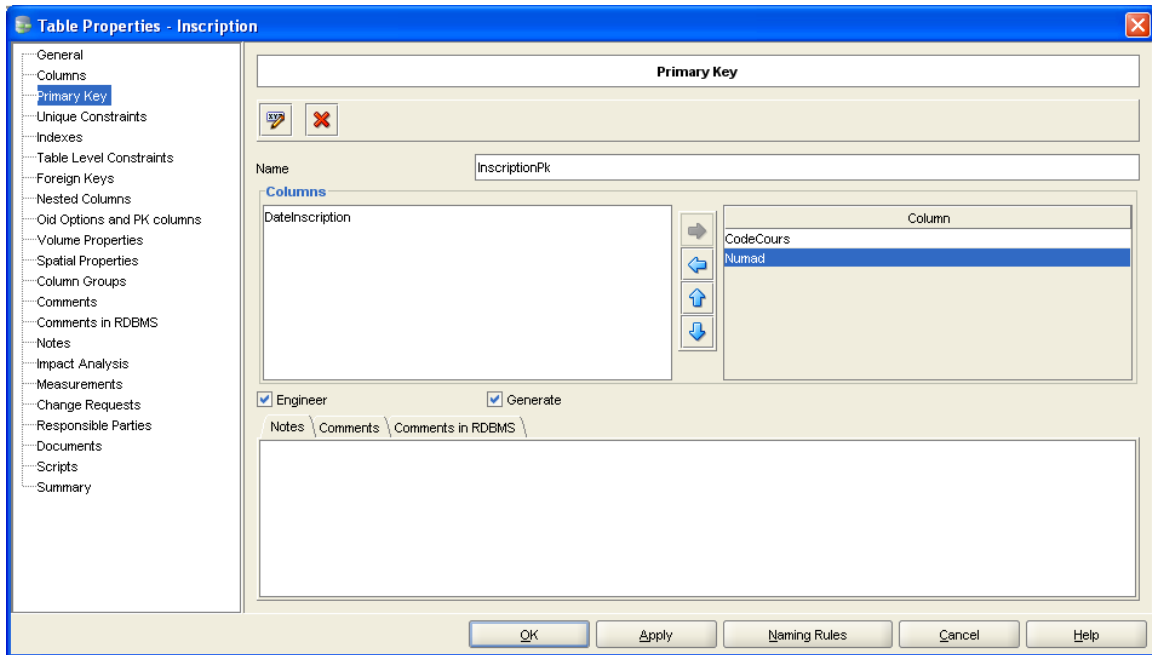 Table Properties - Inscription
General
Columns
Primary Key
Unique Constraints
Indexes
Table Level Constraints
Foreign Keys
Nested Columns
Oid Options and PK columns
Volume Properties
Spatial Properties
Column Groups
Comments
Comments in RDBMS
Notes
Impact Analysis
Measurements
Change Requests
Responsible Parties
Documents
Scripts
Summary
Primary Key
Name InscriptionPk
Columns
DateInscription
Column
CodeCours
Numad
Engineer Generate
Notes Comments Comments in RDBMS
OK Apply Naming Rules Cancel Help